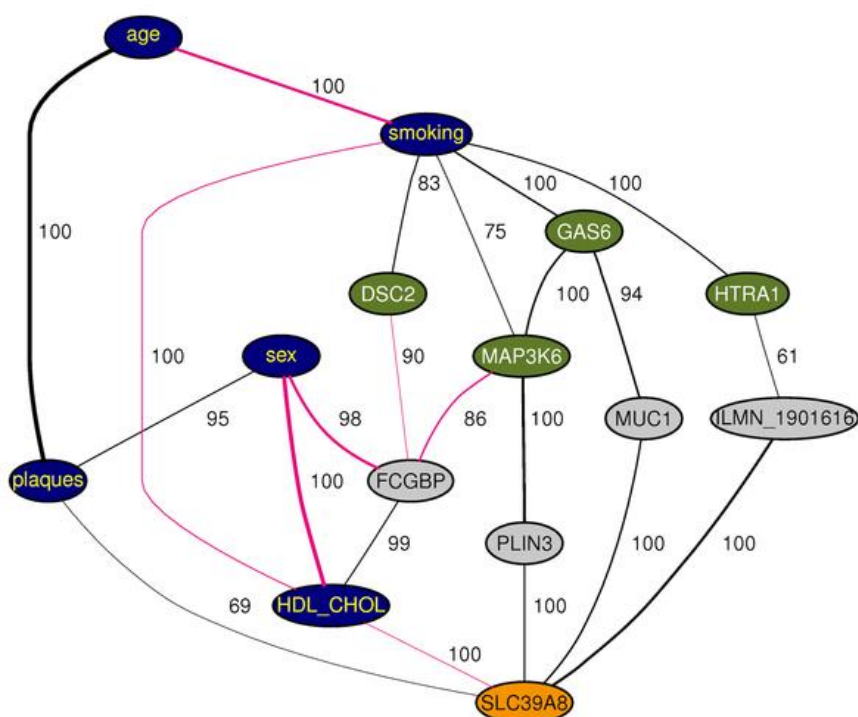 age
100
smoking
83
100
100
100
75
GAS6
DSC2
100
94
HTRA1
100
sex
90
MAP3K6
61
95
98
86
100
MUC1
ILMN_1901616
plaques
100
FCGBP
99
PLIN3
100
100
69
HDL_CHOL
100
100
SLC39A8